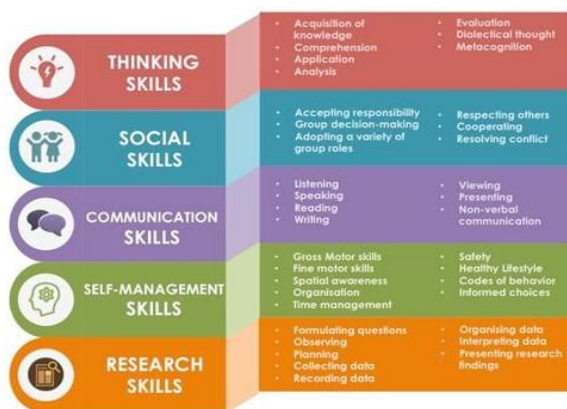 THINKING
SKILLS
• Acquisition of
knowledge
• Comprehension
• Application
• Analysis
• Evaluation
• Dialectical thought
• Metacognition
SOCIAL
SKILLS
• Accepting responsibility
• Group decision-making
• Adopting a variety of
group roles
• Respecting others
• Cooperating
• Resolving conflict
COMMUNICATION
SKILLS
• Listening
• Speaking
• Reading
• Writing
• Viewing
• Presenting
• Non-verbal
communication
SELF-MANAGEMENT
SKILLS
• Gross Motor skills
• Fine motor skills
• Spatial awareness
• Organisation
• Time management
• Safety
• Healthy Lifestyle
• Codes of behavior
• Informed choices
RESEARCH
SKILLS
• Formulating questions
• Observing
• Planning
• Collecting data
• Recording data
• Organising data
• Interpreting data
• Presenting research
findings